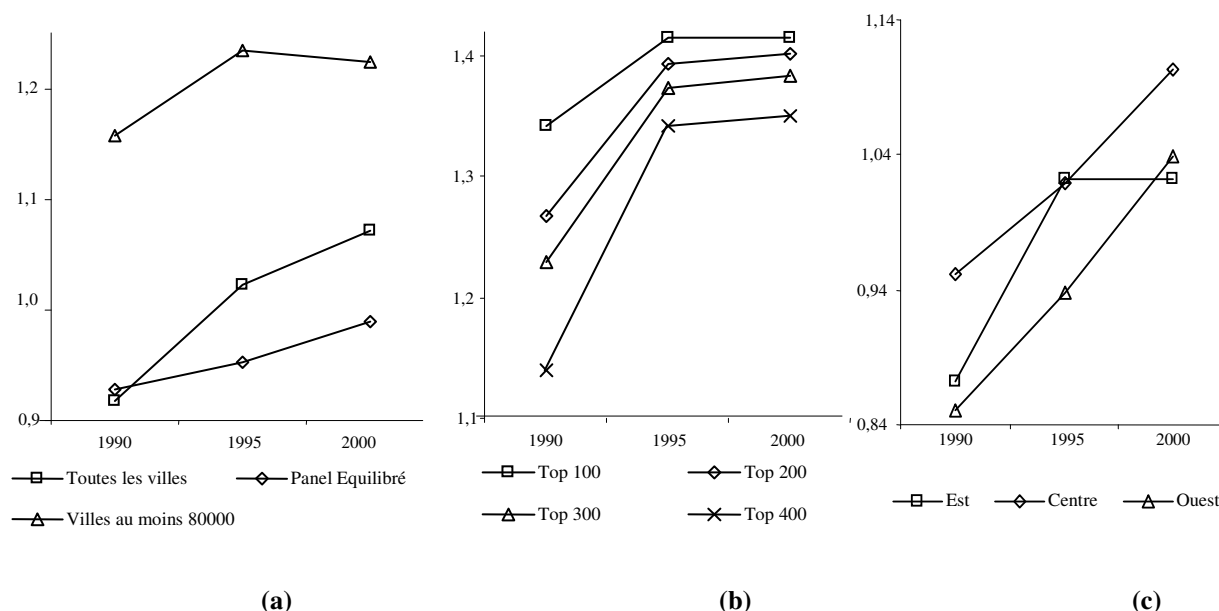 1,2
1,1
1,0
0,9
1990 1995 2000
Toutes les villes Panel Equilibré
Villes au moins 80000
(a)
1,4
1,3
1,2
1,1
1990 1995 2000
Top 100 Top 200
Top 300 Top 400
(b)
1,14
1,04
0,94
0,84
1990 1995 2000
Est Centre Ouest
(c)